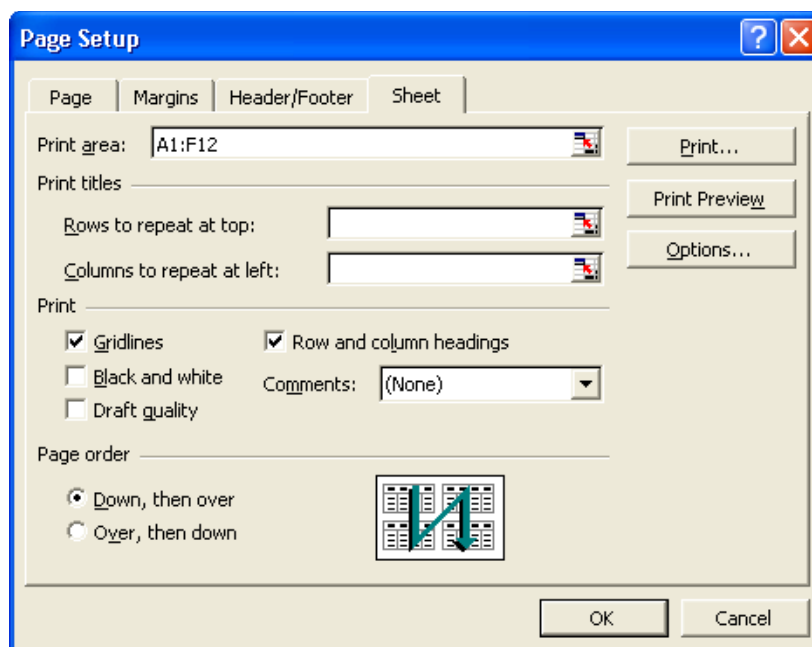 Page Setup
Page Margins Header/Footer Sheet
Print area: A1:F12 Print...
Print titles Print Preview
Rows to repeat at top:
Options...
Columns to repeat at left:
Print
Gridlines Row and column headings
Black and white Comments: (None)
Draft quality
Page order
Down, then over
Over, then down
OK Cancel